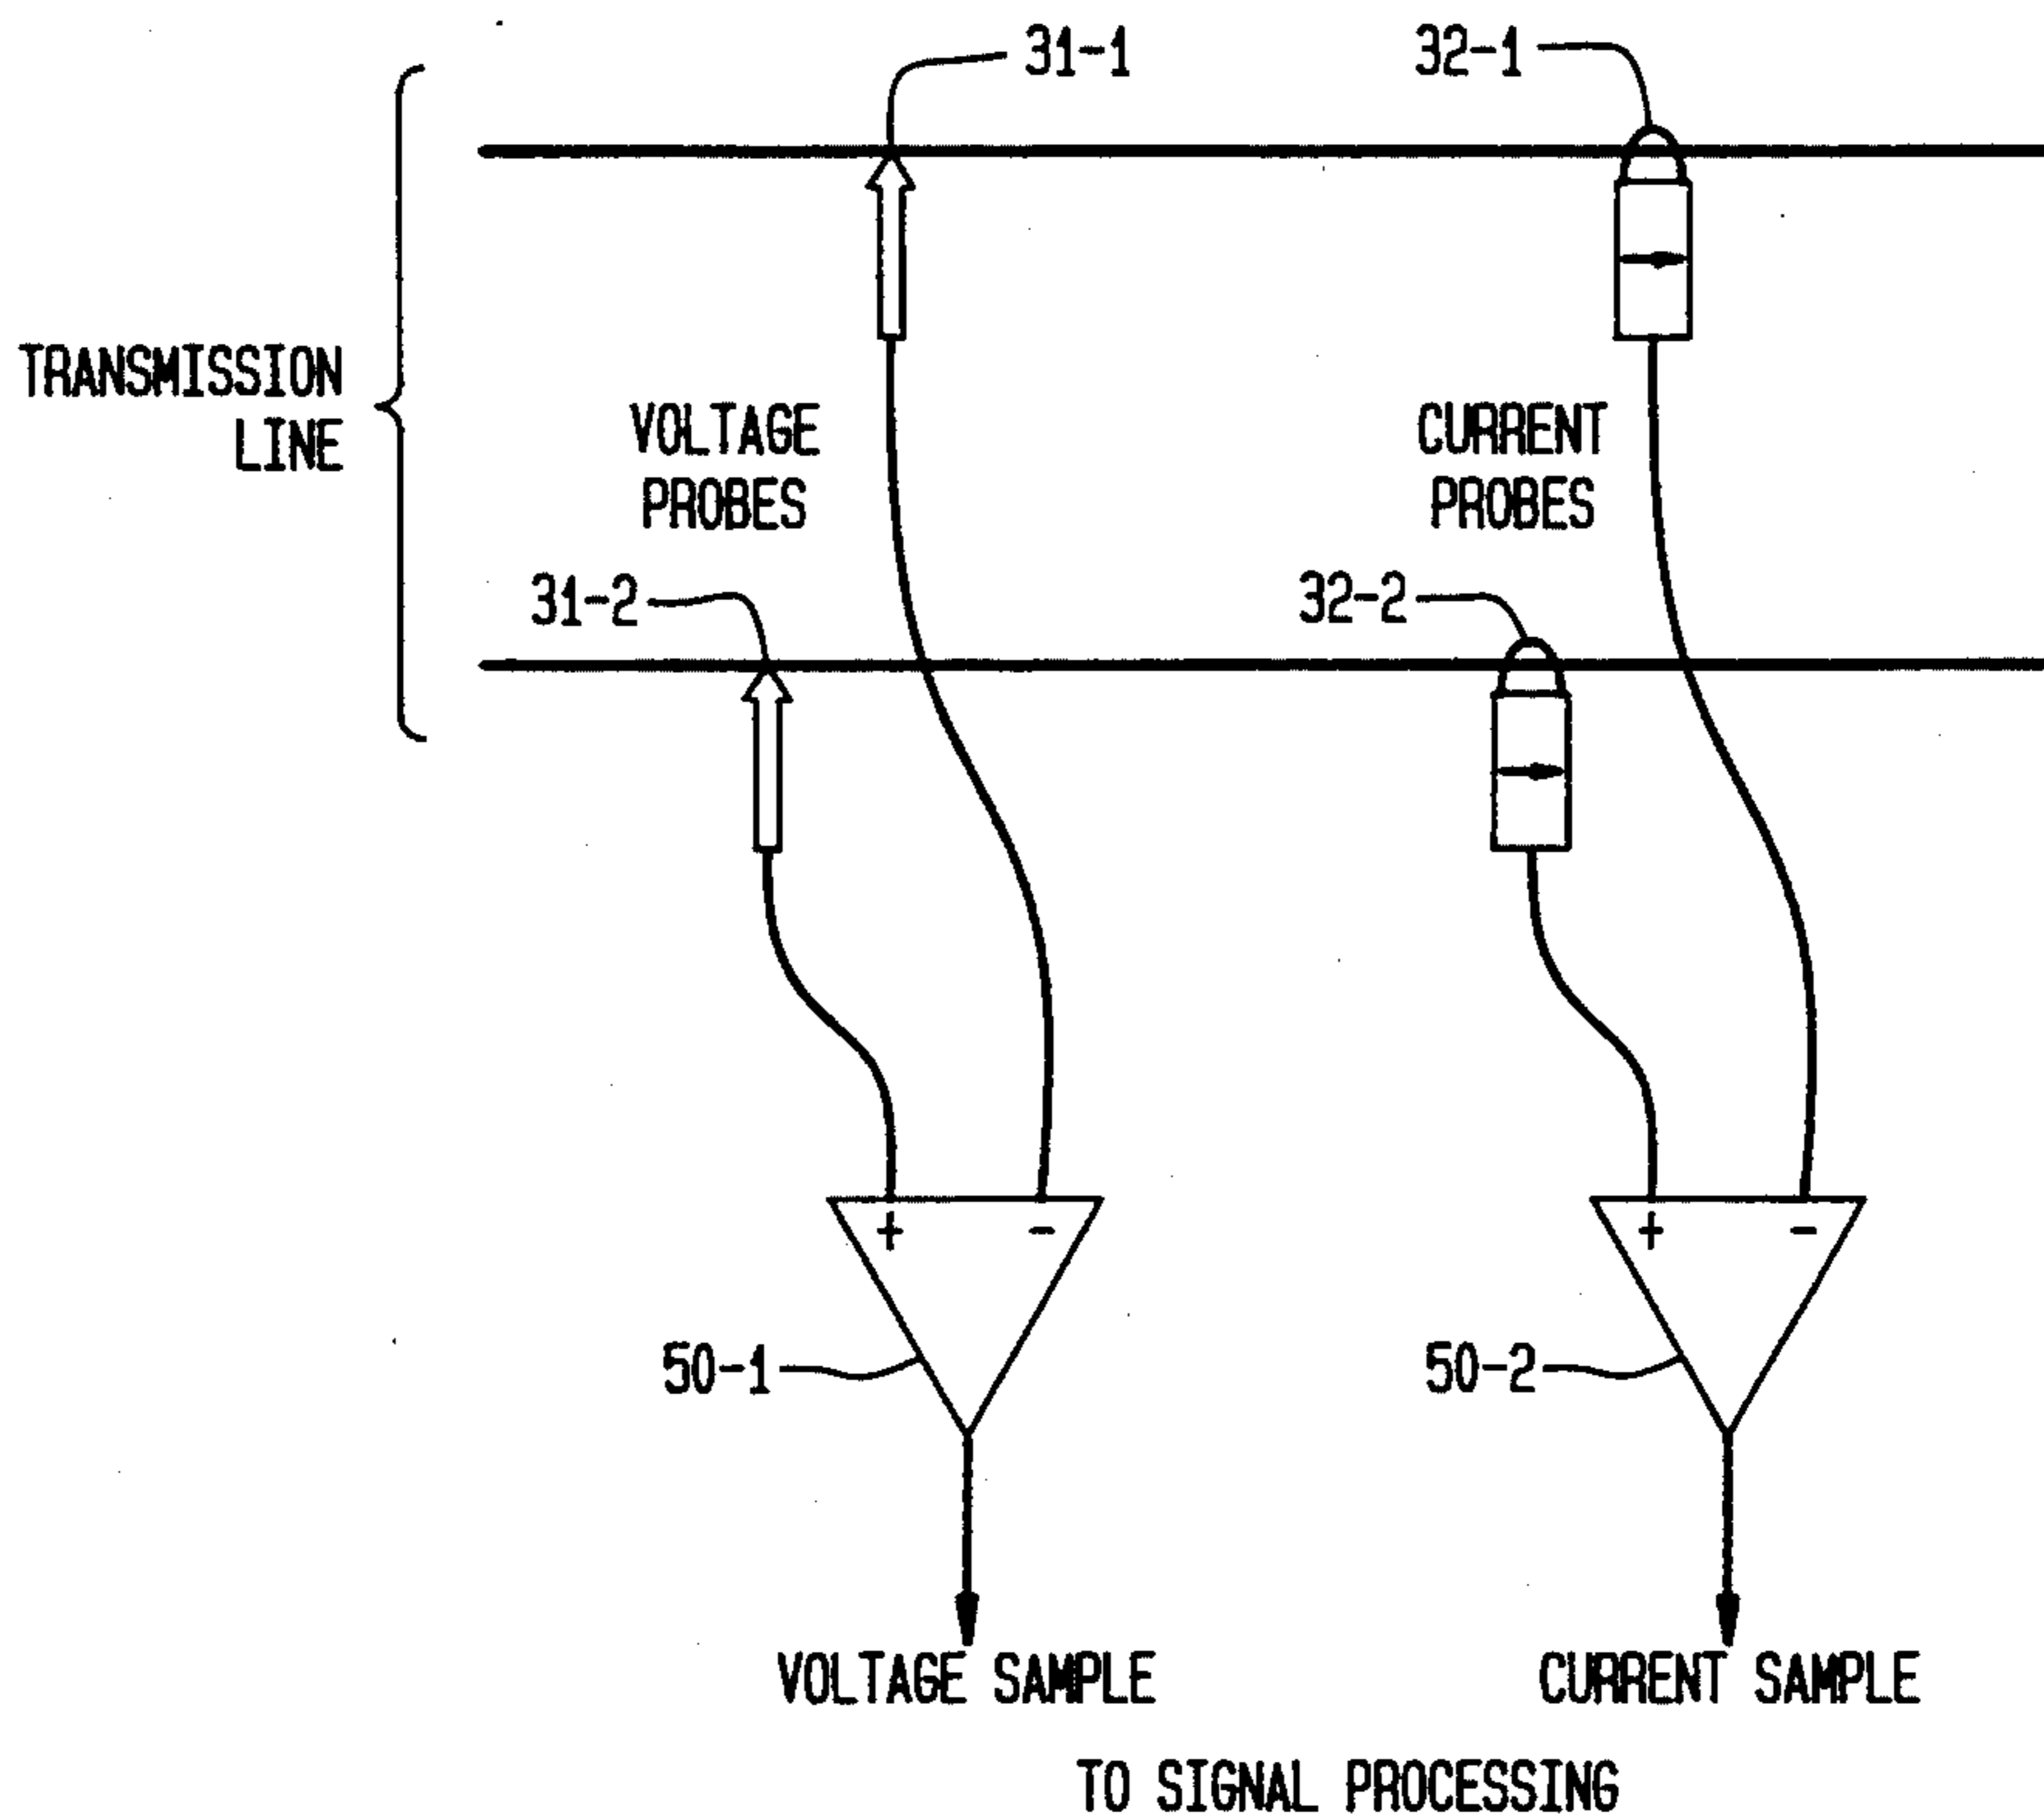 31-1
32-1
TRANSMISSION
LINE
VOLTAGE
PROBES
CURRENT
PROBES
31-2
32-2
+
-
+
-
50-1
50-2
VOLTAGE SAMPLE
CURRENT SAMPLE
TO SIGNAL PROCESSING